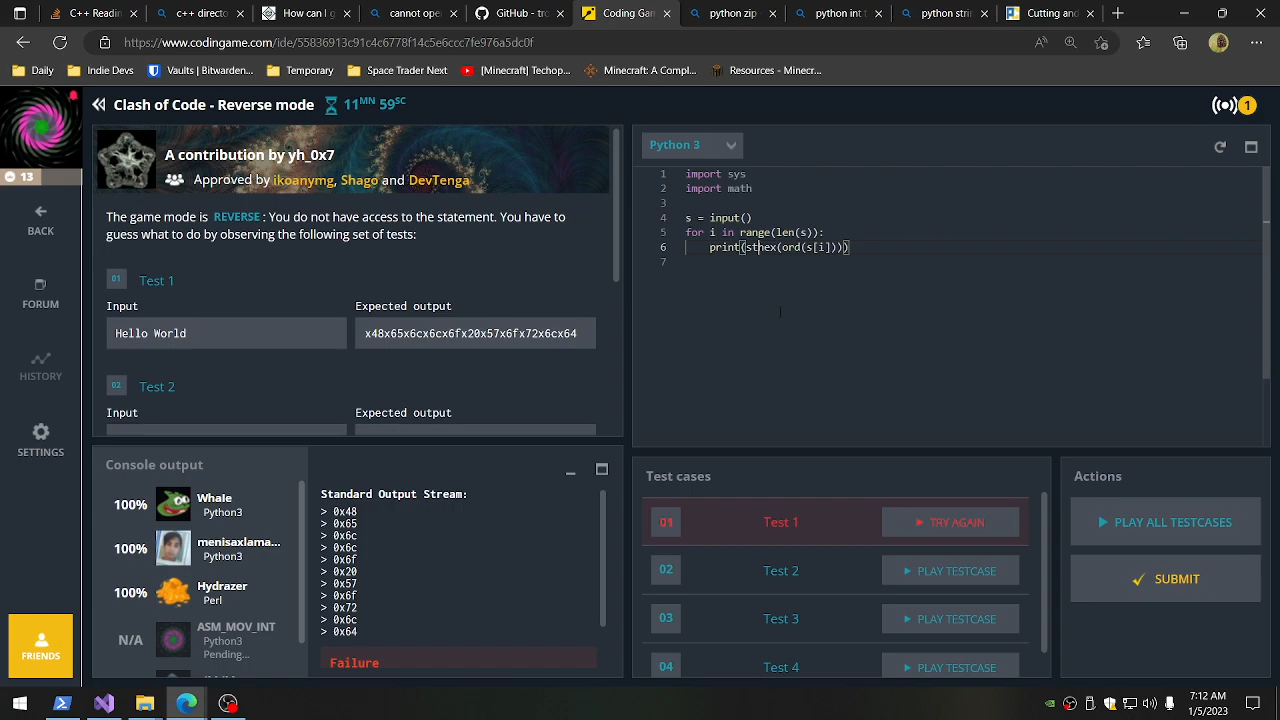 C++ print(
How can I co
cannot oper
GitHub - tro
Coding Gam
python prin
python int t
python strin
Cutting and
https://www.codingame.com/ide/55836913c91c4c6778f14c5e6ccc7fe976a5dc0f
Daily
Indie Devs
Vaults | Bitwarden...
Temporary
Space Trader Next
[Minecraft] Techop...
Minecraft: A Compl...
Resources - Minecr...
Clash of Code - Reverse mode
11MN 59SC
1
13
BACK
FORUM
HISTORY
SETTINGS
FRIENDS
A contribution by yh_0x7
Approved by ikoanymg, Shago and DevTenga
The game mode is REVERSE: You do not have access to the statement. You have to
guess what to do by observing the following set of tests:
01 Test 1
Input
Expected output
Hello World
x48x65x6cx6cx6fx20x57x6fx72x6cx64
02 Test 2
Input
Expected output
Console output
100% Whale
Python3
100% menisaxlama...
Python3
100% Hydrazer
Perl
N/A ASM_MOV_INT
Python3
Pending...
Standard Output Stream:
> 0x48
> 0x65
> 0x6c
> 0x6c
> 0x6f
> 0x20
> 0x57
> 0x6f
> 0x72
> 0x6c
> 0x64
Failure
Python 3
1 import sys
2 import math
3
4 s = input()
5 for i in range(len(s)):
6 print(sthex(ord(s[i])))
7
Test cases
01 Test 1 TRY AGAIN
02 Test 2 PLAY TESTCASE
03 Test 3 PLAY TESTCASE
04 Test 4 PLAY TESTCASE
Actions
PLAY ALL TESTCASES
SUBMIT
7:12 AM
1/5/2023